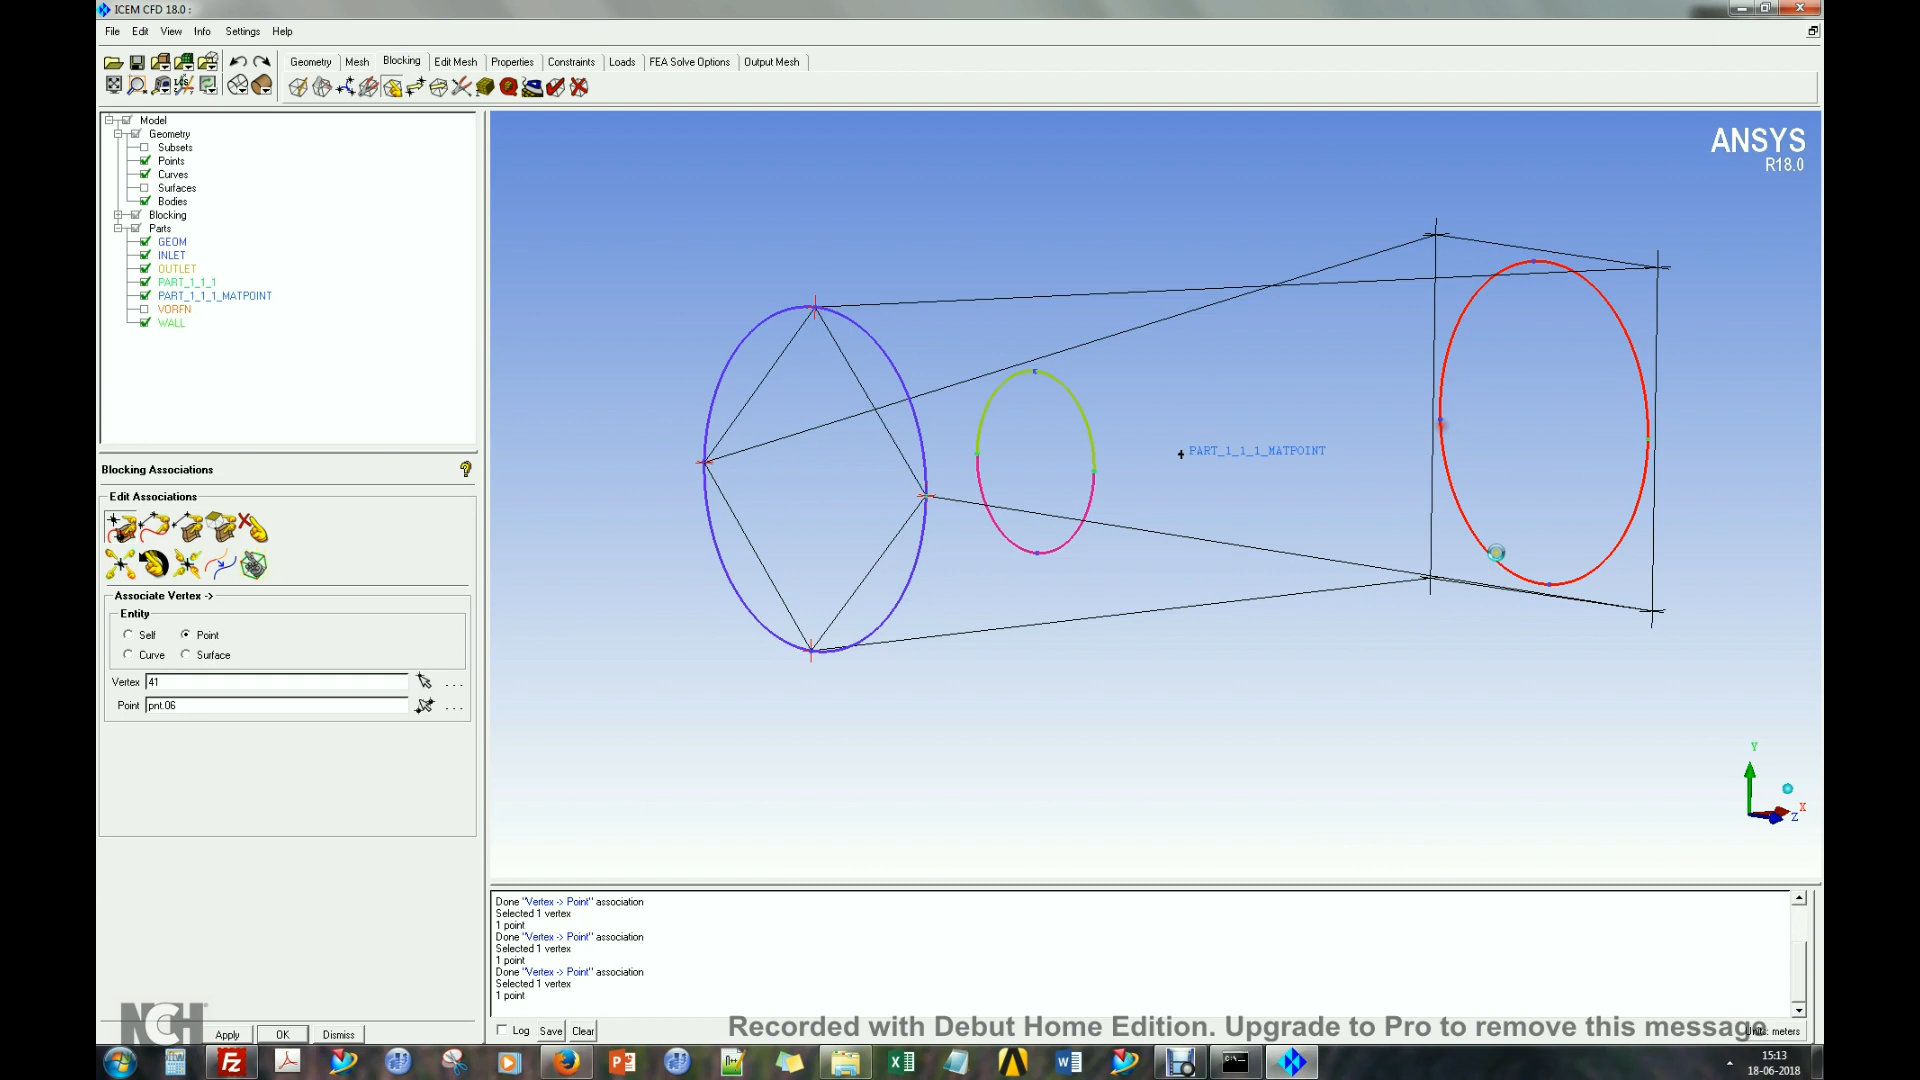 ICEM CFD 18.0 :
File Edit View Info Settings Help
Geometry Mesh Blocking Edit Mesh Properties Constraints Loads FEA Solve Options Output Mesh
Model
Geometry
Subsets
Points
Curves
Surfaces
Bodies
Blocking
Parts
GEOM
INLET
OUTLET
PART_1_1_1
PART_1_1_1_MATPOINT
VORFN
WALL
ANSYS
R18.0
PART_1_1_1_MATPOINT
Y
X
Z
Blocking Associations
Edit Associations
Associate Vertex ->
Entity
Self Point
Curve Surface
Vertex 41 ...
Point pnt.06 ...
Apply OK Dismiss
NCH
Done "Vertex -> Point" association
Selected 1 vertex
1 point
Done "Vertex -> Point" association
Selected 1 vertex
1 point
Done "Vertex -> Point" association
Selected 1 vertex
1 point
Log Save Clear
Recorded with Debut Home Edition. Upgrade to Pro to remove this message
Units: meters
15:13
18-06-2018